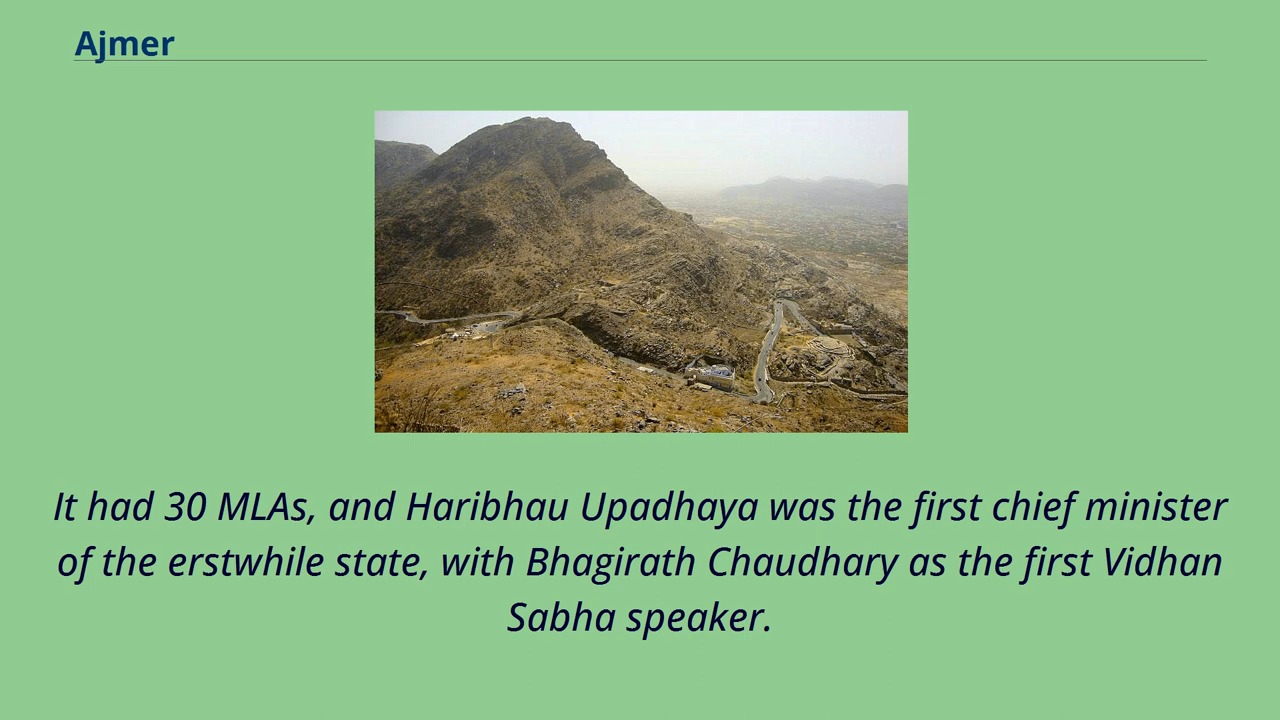 Ajmer
It had 30 MLAs, and Haribhau Upadhaya was the first chief minister
of the erstwhile state, with Bhagirath Chaudhary as the first Vidhan
Sabha speaker.